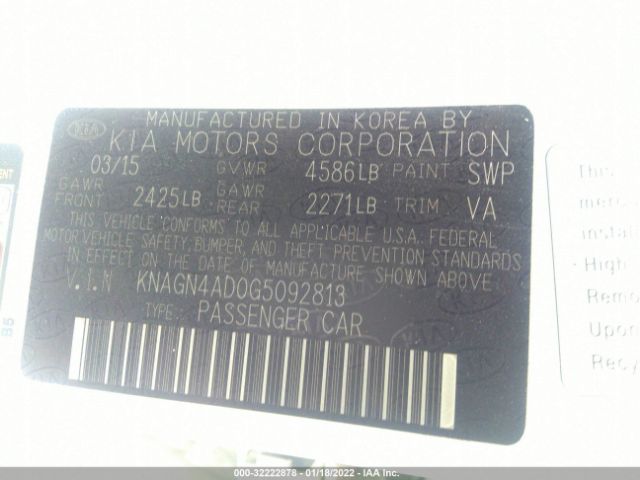 MANUFACTURED IN KOREA BY
KIA MOTORS CORPORATION
03/15 GVWR 4586LB PAINT SWP
GAWR FRONT 2425LB GAWR REAR 2271LB TRIM VA
THIS VEHICLE CONFORMS TO ALL APPLICABLE U.S.A. FEDERAL
MOTOR VEHICLE SAFETY, BUMPER, AND THEFT PREVENTION STANDARDS
IN EFFECT ON THE DATE OF MANUFACTURE SHOWN ABOVE.
V.I.N KNAGN4AD0G5092813
TYPE: PASSENGER CAR
B5
instal
· High
Remo
Upon
Recy
000-32222878 - 01/18/2022 - IAA Inc.